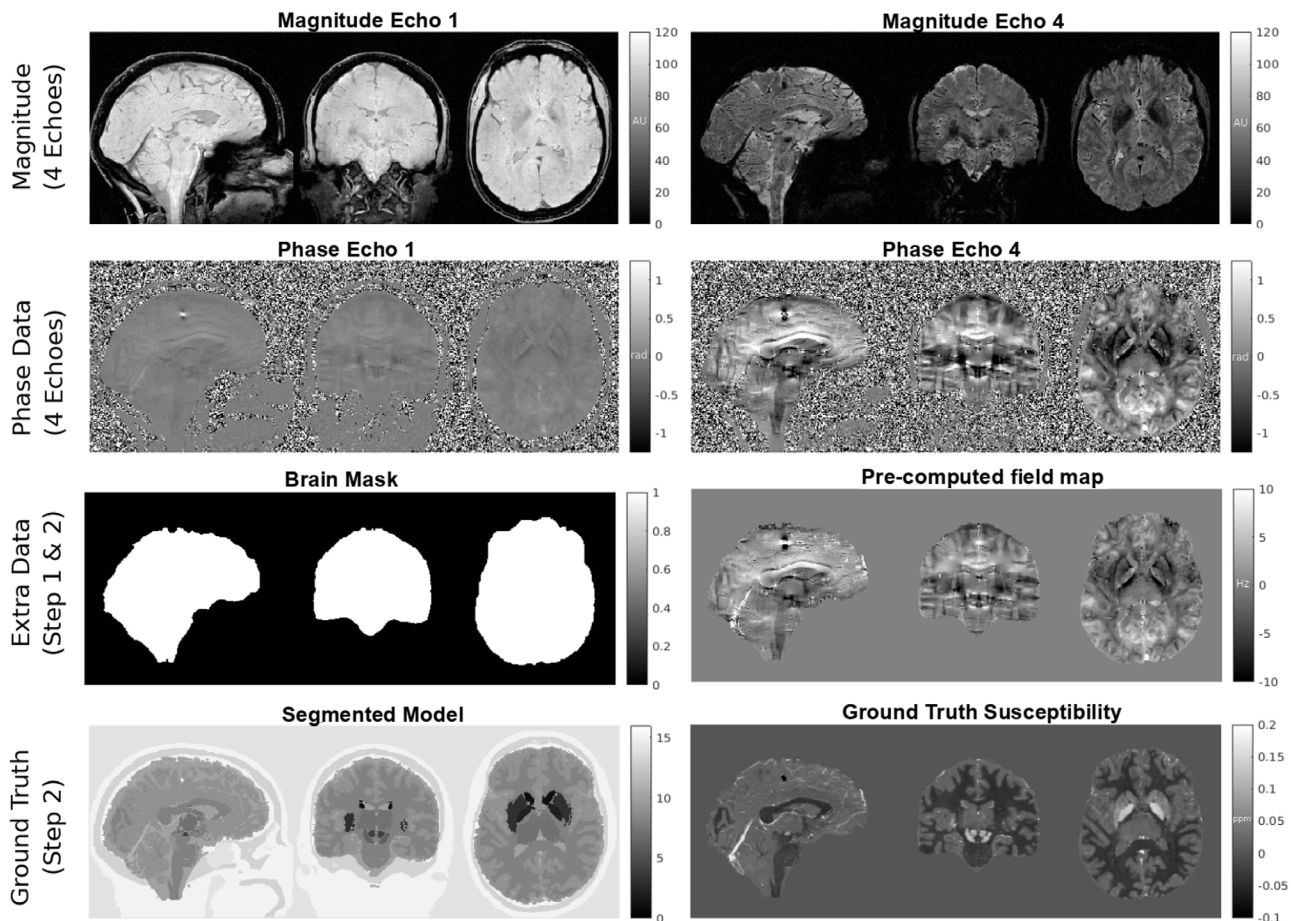 Magnitude Echo 1
Magnitude Echo 4
Magnitude
(4 Echoes)
120
100
80
60
40
20
0
AU
120
100
80
60
40
20
0
AU
Phase Echo 1
Phase Echo 4
Phase Data
(4 Echoes)
1
0.5
0
-0.5
-1
rad
1
0.5
0
-0.5
-1
rad
Brain Mask
Pre-computed field map
Extra Data
(Step 1 & 2)
1
0.8
0.6
0.4
0.2
0
10
5
0
-5
-10
Hz
Segmented Model
Ground Truth Susceptibility
Ground Truth
(Step 2)
15
10
5
0
0.2
0.15
0.1
0.05
0
-0.05
-0.1
ppm